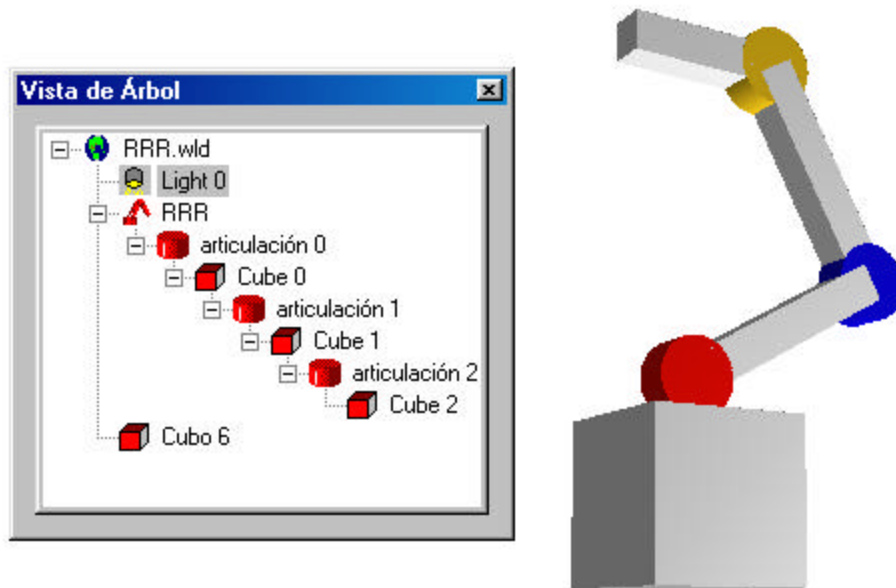 Vista de Árbol
RRR.wld
Light 0
RRR
articulación 0
Cube 0
articulación 1
Cube 1
articulación 2
Cube 2
Cubo 6